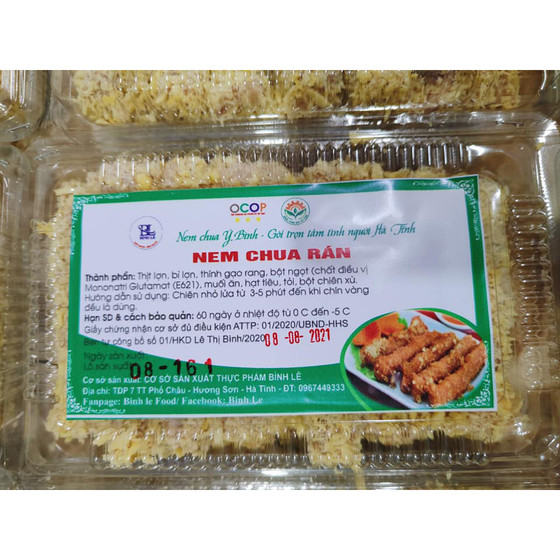 OCOP
Nem chua Y Bình - Gói trọn tâm tình người Hà Tĩnh
NEM CHUA RÁN
Thành phần: Thịt lợn, bì lợn, thính gạo rang, bột ngọt (chất điều vị
Mononatri Glutamat (E621), muối ăn, hạt tiêu, tỏi, bột chiên xù.
Hướng dẫn sử dụng: Chiên nhỏ lửa từ 3-5 phút đến khi chín vàng
đều là dùng.
Hạn SD & cách bảo quản: 60 ngày ở nhiệt độ từ 0 C đến -5 C
Giấy chứng nhận cơ sở đủ điều kiện ATTP: 01/2020/UBND-HHS
Bản tự công bố số 01/HKD Lê Thị Bình/2020
08 -08- 2021
Ngày sản xuất:
Lô sản xuất:
08-161
Cơ sở sản xuất: CƠ SỞ SẢN XUẤT THỰC PHẨM BÌNH LÊ
Địa chỉ: TDP 7 TT Phố Châu - Hương Sơn - Hà Tĩnh - ĐT: 0967449333
Fanpage: Binh le Food/ Facebook: Binh Le